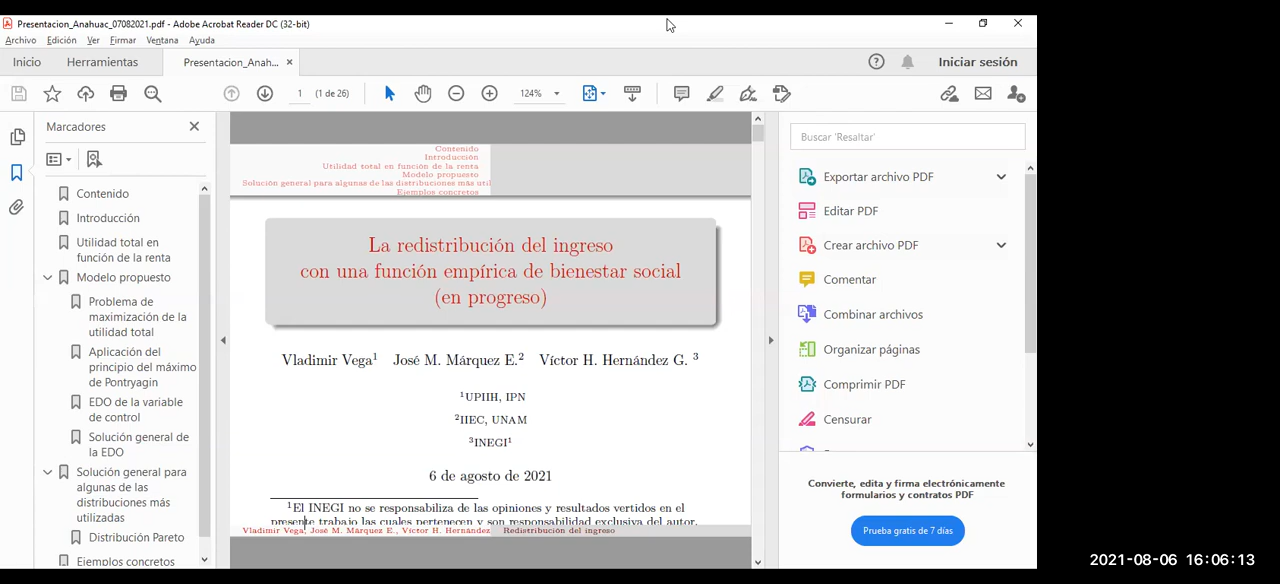 Presentacion_Anahuac_07082021.pdf - Adobe Acrobat Reader DC (32-bit)
Archivo Edición Ver Firmar Ventana Ayuda
Inicio Herramientas Presentacion_Anah... × Iniciar sesión
1 (1 de 26) 124%
Marcadores
Contenido
Introducción
Utilidad total en
función de la renta
Modelo propuesto
Problema de
maximización de la
utilidad total
Aplicación del
principio del máximo
de Pontryagin
EDO de la variable
de control
Solución general de
la EDO
Solución general para
algunas de las
distribuciones más
utilizadas
Distribución Pareto
Ejemplos concretos
Contenido
Introducción
Utilidad total en función de la renta
Modelo propuesto
Solución general para algunas de las distribuciones más util
Ejemplos concretos
La redistribución del ingreso
con una función empírica de bienestar social
(en progreso)
Vladimir Vega¹ José M. Márquez E.² Víctor H. Hernández G. ³
¹UPIIH, IPN
²IIEC, UNAM
³INEGI¹
6 de agosto de 2021
¹El INEGI no se responsabiliza de las opiniones y resultados vertidos en el
presente trabajo las cuales pertenecen y son responsabilidad exclusiva del autor.
Vladimir Vega, José M. Márquez E., Víctor H. Hernández Redistribución del ingreso
Buscar 'Resaltar'
Exportar archivo PDF
Editar PDF
Crear archivo PDF
Comentar
Combinar archivos
Organizar páginas
Comprimir PDF
Censurar
Convierte, edita y firma electrónicamente
formularios y contratos PDF
Prueba gratis de 7 días
2021-08-06 16:06:13